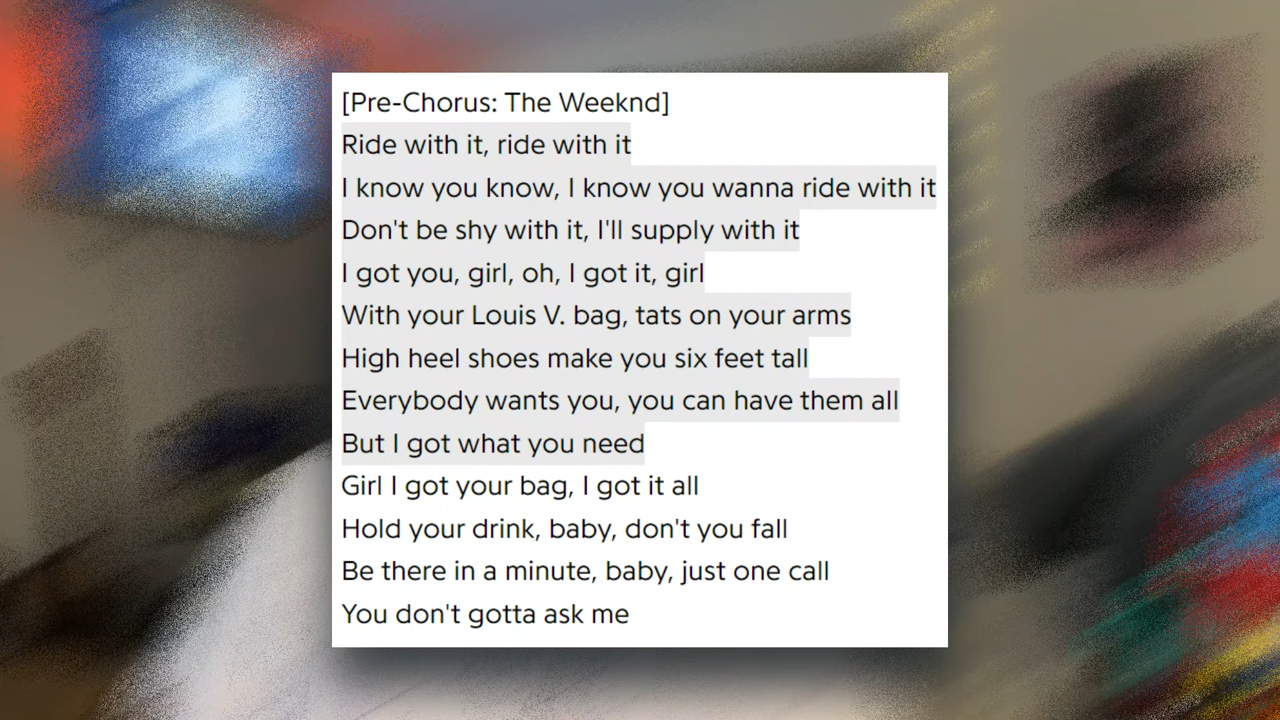 [Pre-Chorus: The Weeknd]
Ride with it, ride with it
I know you know, I know you wanna ride with it
Don't be shy with it, I'll supply with it
I got you, girl, oh, I got it, girl
With your Louis V. bag, tats on your arms
High heel shoes make you six feet tall
Everybody wants you, you can have them all
But I got what you need
Girl I got your bag, I got it all
Hold your drink, baby, don't you fall
Be there in a minute, baby, just one call
You don't gotta ask me